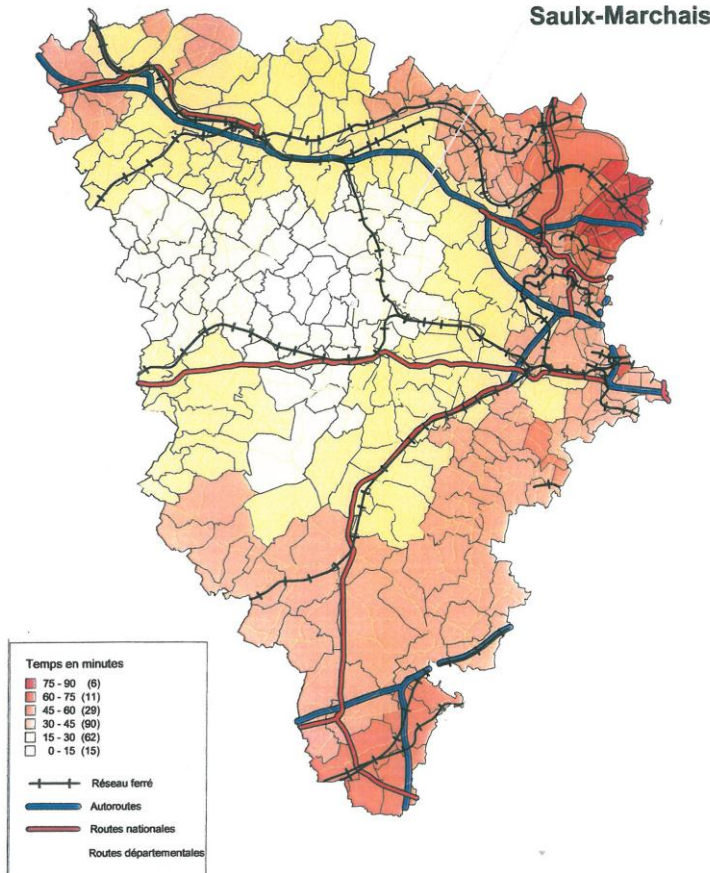 Saulx-Marchais
Temps en minutes
75 - 90 (6)
60 - 75 (11)
45 - 60 (29)
30 - 45 (90)
15 - 30 (62)
0 - 15 (15)
Réseau ferré
Autoroutes
Routes nationales
Routes départementales